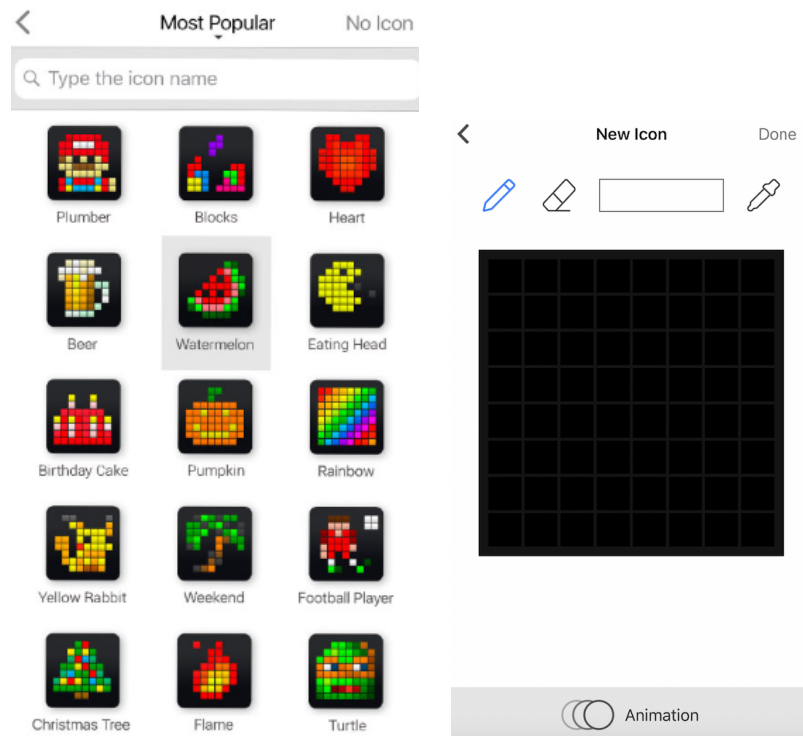 Most Popular
No Icon
Type the icon name
Plumber
Blocks
Heart
Beer
Watermelon
Eating Head
Birthday Cake
Pumpkin
Rainbow
Yellow Rabbit
Weekend
Football Player
Christmas Tree
Flame
Turtle
New Icon
Done
Animation